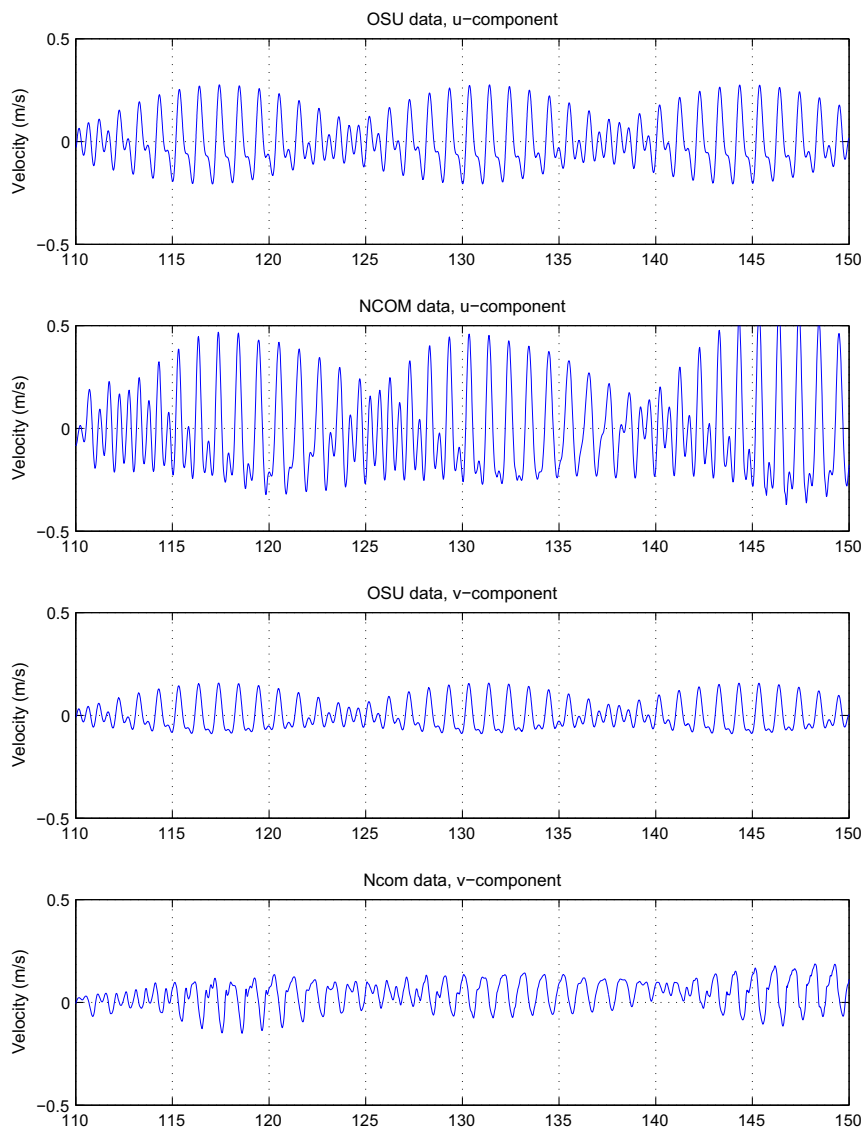 OSU data, u−component
0.5
0
−0.5
Velocity (m/s)
110 115 120 125 130 135 140 145 150
NCOM data, u−component
0.5
0
−0.5
Velocity (m/s)
110 115 120 125 130 135 140 145 150
OSU data, v−component
0.5
0
−0.5
Velocity (m/s)
110 115 120 125 130 135 140 145 150
Ncom data, v−component
0.5
0
−0.5
Velocity (m/s)
110 115 120 125 130 135 140 145 150